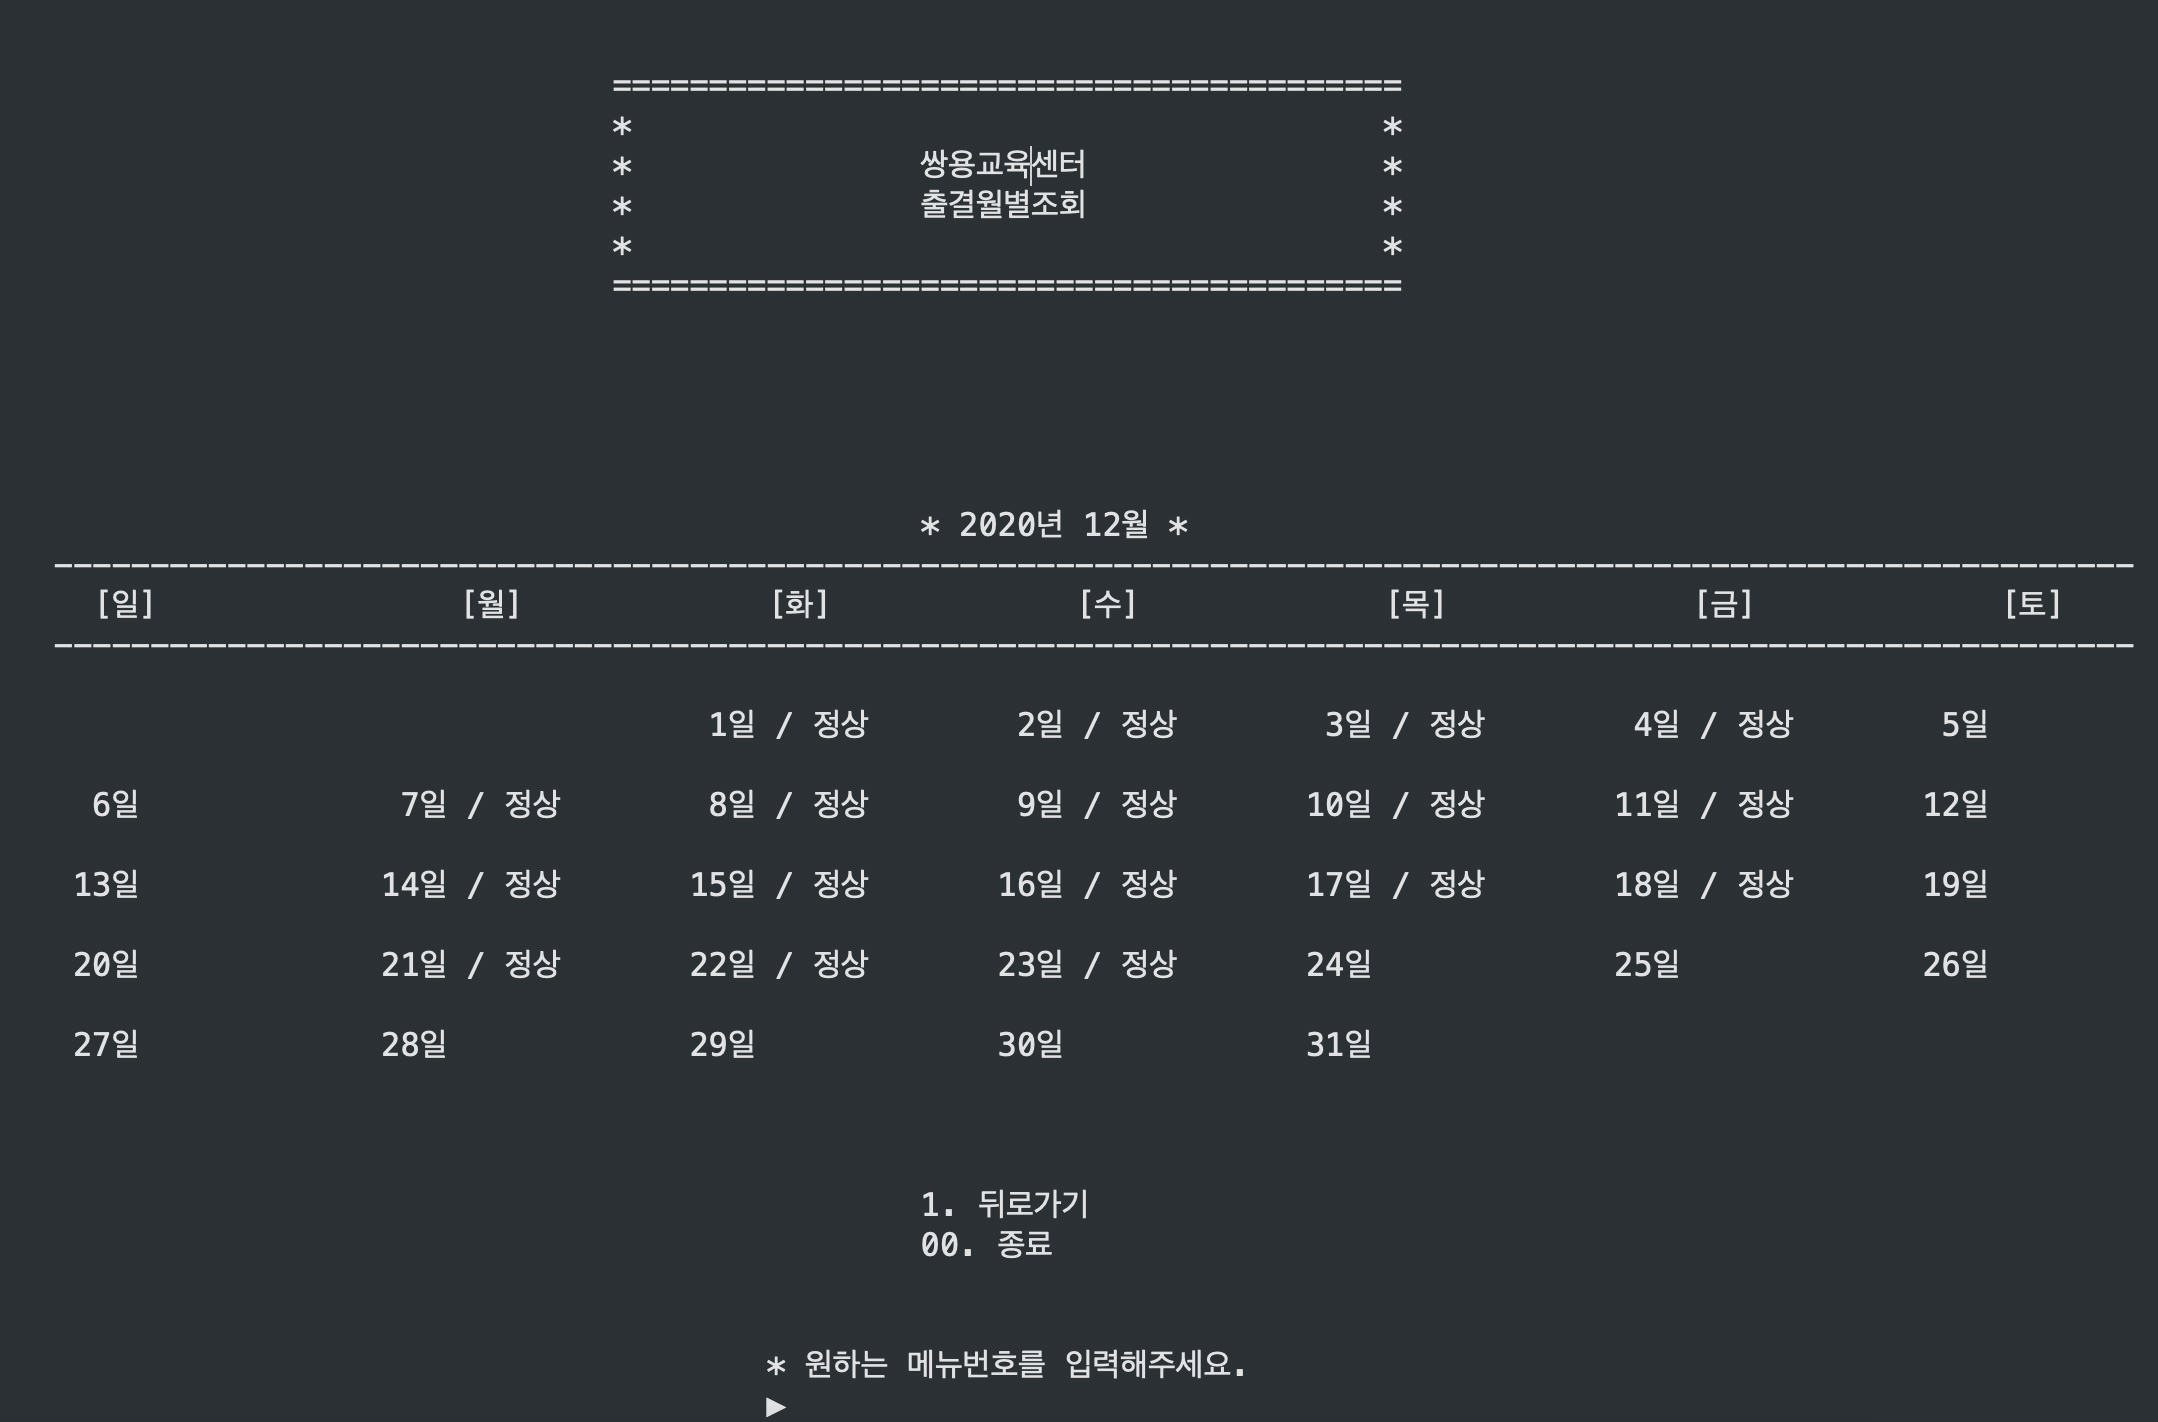 =========================================
* *
* 쌍용교육센터 *
* 출결월별조회 *
* *
=========================================
* 2020년 12월 *
------------------------------------------------------------------------------------------------------------
[일] [월] [화] [수] [목] [금] [토]
------------------------------------------------------------------------------------------------------------
1일 / 정상 2일 / 정상 3일 / 정상 4일 / 정상 5일
6일 7일 / 정상 8일 / 정상 9일 / 정상 10일 / 정상 11일 / 정상 12일
13일 14일 / 정상 15일 / 정상 16일 / 정상 17일 / 정상 18일 / 정상 19일
20일 21일 / 정상 22일 / 정상 23일 / 정상 24일 25일 26일
27일 28일 29일 30일 31일
1. 뒤로가기
00. 종료
* 원하는 메뉴번호를 입력해주세요.
▶